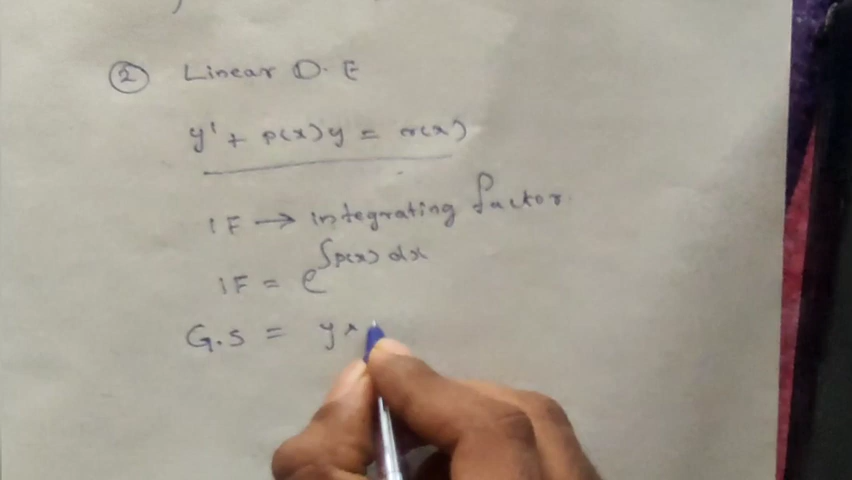 ② Linear D.E
y' + p(x)y = r(x)
IF → integrating factor.
IF = e^∫p(x) dx
G.S = y×